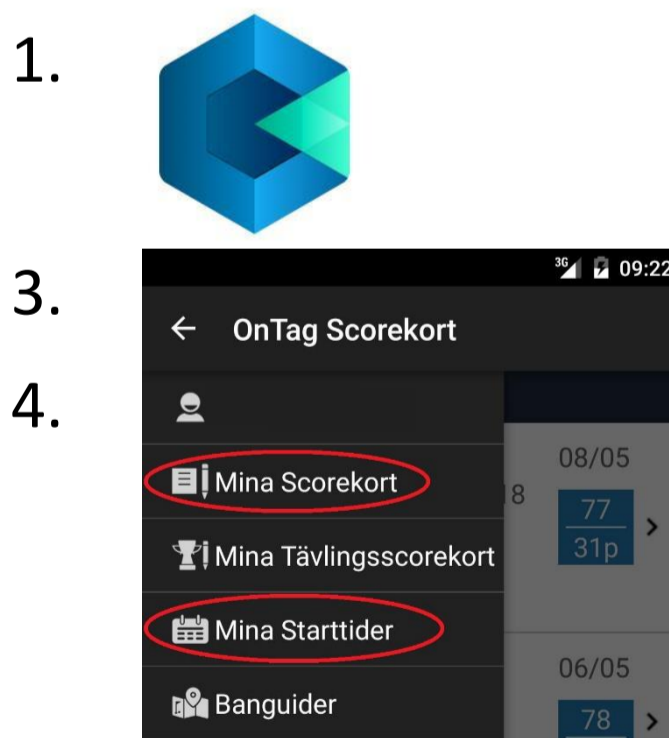 1.
3G 09:22
3.
OnTag Scorekort
4.
08/05
Mina Scorekort
8
77
31p
Mina Tävlingsscorekort
Mina Starttider
06/05
Banguider
78